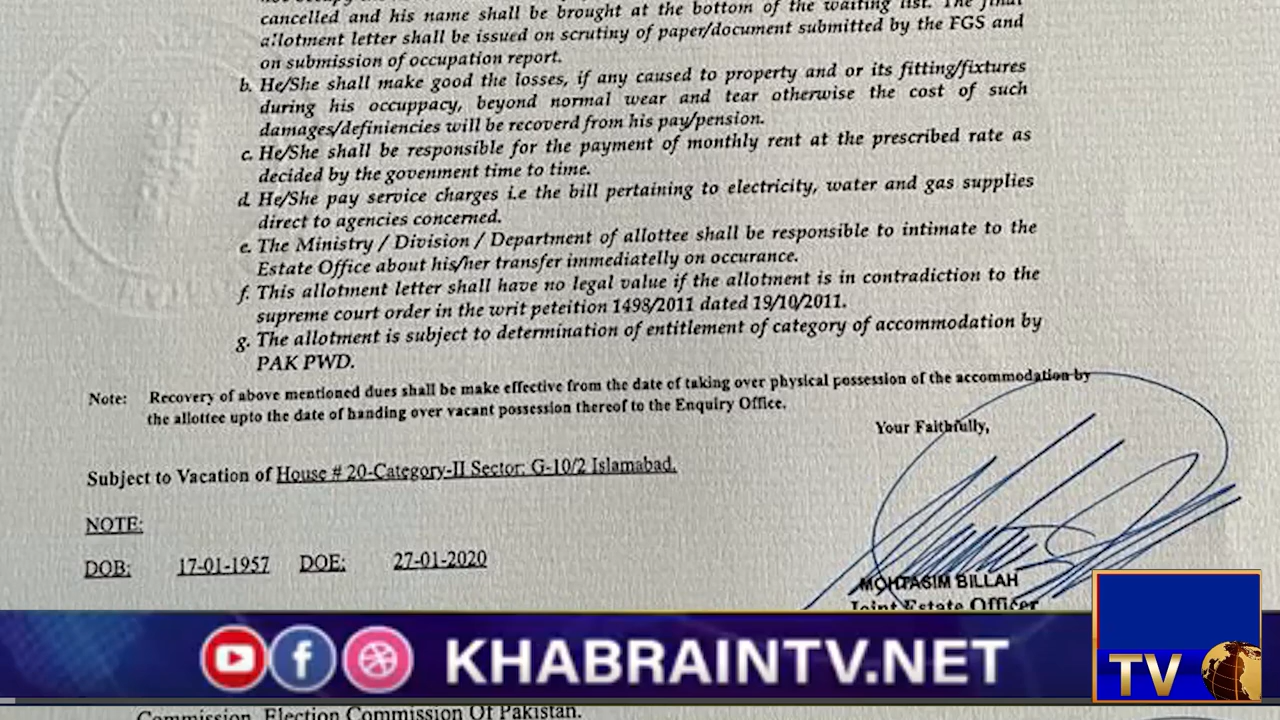 cancelled and his name shall be brought at the bottom of the waiting list. The final
allotment letter shall be issued on scrutiny of paper/document submitted by the FGS and
on submission of occupation report.
b. He/She shall make good the losses, if any caused to property and or its fitting/fixtures
during his occuppacy, beyond normal wear and tear otherwise the cost of such
damages/definiencies will be recoverd from his pay/pension.
c. He/She shall be responsible for the payment of monthly rent at the prescribed rate as
decided by the govenment time to time.
d. He/She pay service charges i.e the bill pertaining to electricity, water and gas supplies
direct to agencies concerned.
e. The Ministry / Division / Department of allottee shall be responsible to intimate to the
Estate Office about his/her transfer immediatelly on occurance.
f. This allotment letter shall have no legal value if the allotment is in contradiction to the
supreme court order in the writ peteition 1498/2011 dated 19/10/2011.
g. The allotment is subject to determination of entitlement of category of accommodation by
PAK PWD.
Note: Recovery of above mentioned dues shall be make effective from the date of taking over physical possession of the accommodation by
the allottee upto the date of handing over vacant possession thereof to the Enquiry Office.
Your Faithfully,
Subject to Vacation of House # 20-Category-II Sector: G-10/2 Islamabad.
NOTE:
DOB: 17-01-1957 DOE: 27-01-2020
MOHTASIM BILLAH
Joint Estate Officer
KHABRAINTV.NET
TV
Commission, Election Commission Of Pakistan.